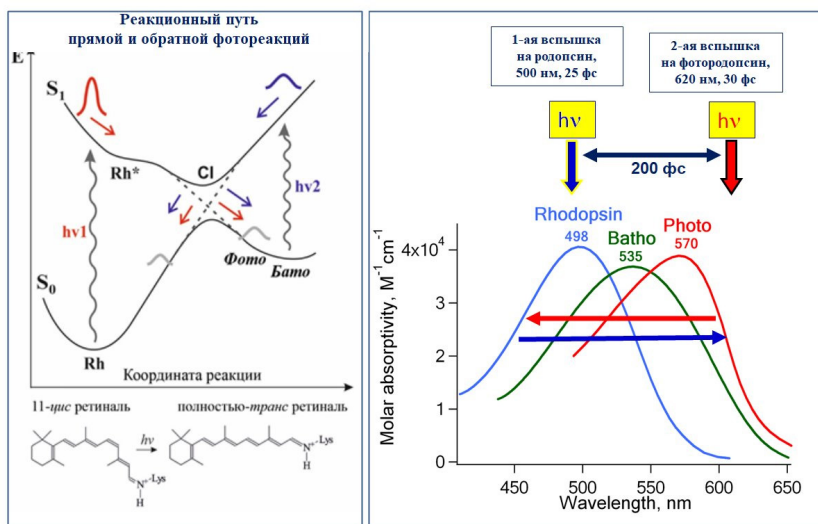 Реакционный путь
прямой и обратной фотореакций
E
S1
Rh*
CI
hv1
hv2
Фото
Бато
S0
Rh
Координата реакции
11-цис ретиналь
полностью-транс ретиналь
hν
N+-Lys
H
N+-Lys
H
1-ая вспышка
на родопсин,
500 нм, 25 фс
2-ая вспышка
на фотородопсин,
620 нм, 30 фс
hν
hν
200 фс
Rhodopsin
498
Batho
535
Photo
570
Molar absorptivity, M-1cm-1
4x10^4
3
2
1
0
450
500
550
600
650
Wavelength, nm